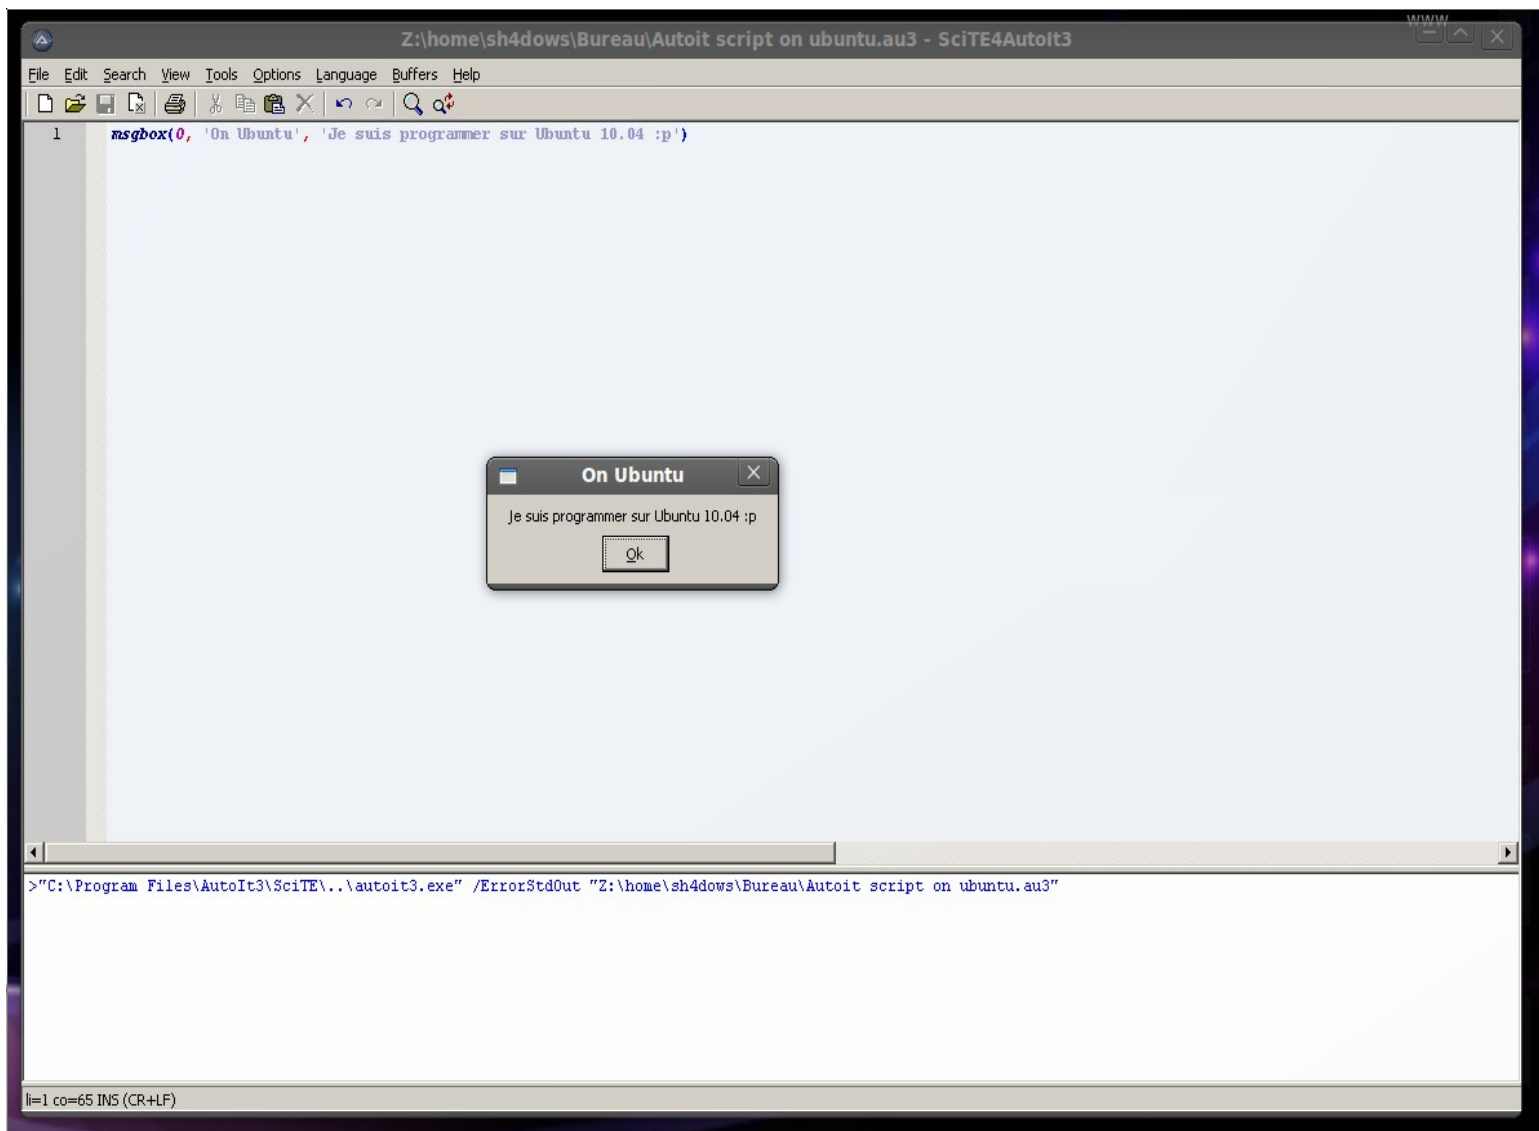 www
Z:\home\sh4dows\Bureau\Autoit script on ubuntu.au3 - SciTE4AutoIt3
File Edit Search View Tools Options Language Buffers Help
1 msgbox(0, 'On Ubuntu', 'Je suis programmer sur Ubuntu 10.04 :p')
On Ubuntu
Je suis programmer sur Ubuntu 10.04 :p
Ok
>"C:\Program Files\AutoIt3\SciTE\..\autoit3.exe" /ErrorStdOut "Z:\home\sh4dows\Bureau\Autoit script on ubuntu.au3"
li=1 co=65 INS (CR+LF)